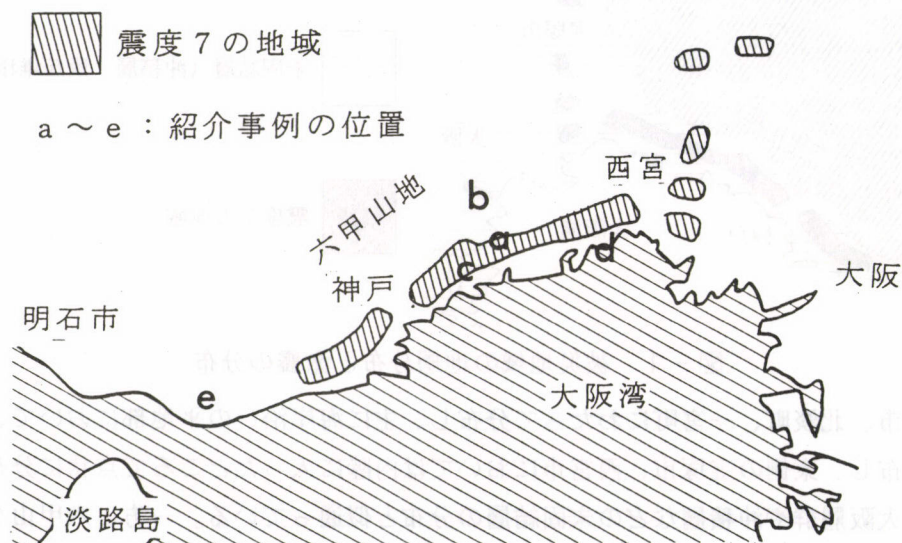 震度7の地域
a～e：紹介事例の位置
西宮
b
六甲山地
a
d
c
大阪
神戸
明石市
e
大阪湾
淡路島